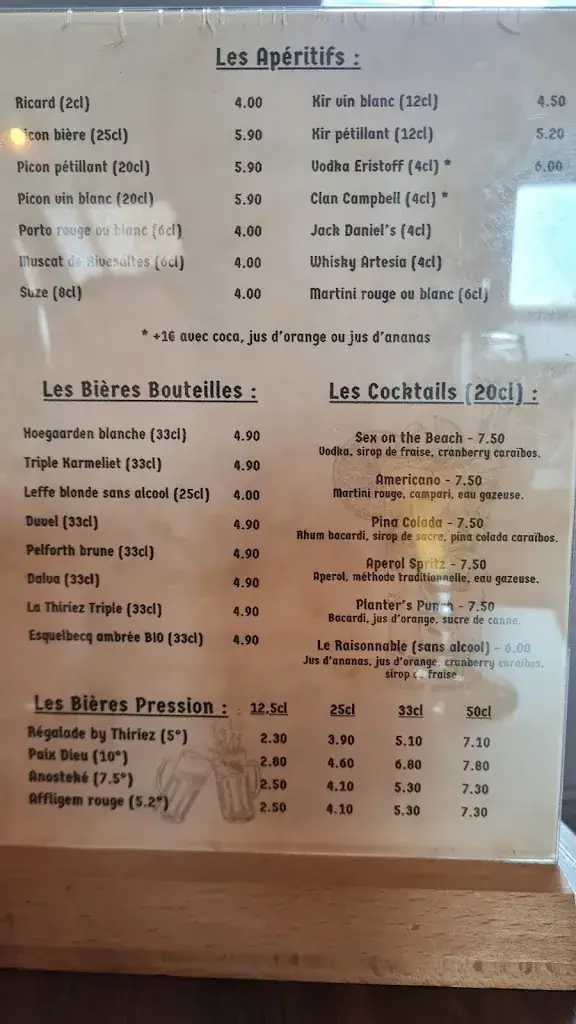 Les Apéritifs :
Ricard (2cl) 4.00
Picon bière (25cl) 5.90
Picon pétillant (20cl) 5.90
Picon vin blanc (20cl) 5.90
Porto rouge ou blanc (6cl) 4.00
Muscat de Rivesaltes (6cl) 4.00
Suze (8cl) 4.00
Kir vin blanc (12cl) 4.50
Kir pétillant (12cl) 5.20
Vodka Eristoff (4cl) * 6.00
Clan Campbell (4cl) *
Jack Daniel's (4cl)
Whisky Artesia (4cl)
Martini rouge ou blanc (6cl)
* +1€ avec coca, jus d'orange ou jus d'ananas
Les Bières Bouteilles :
Hoegaarden blanche (33cl) 4.90
Triple Karmeliet (33cl) 4.90
Leffe blonde sans alcool (25cl) 4.00
Duvel (33cl) 4.90
Pelforth brune (33cl) 4.90
Dalva (33cl) 4.90
La Thiriez Triple (33cl) 4.90
Esquelbecq ambrée BIO (33cl) 4.90
Les Cocktails (20cl) :
Sex on the Beach - 7.50
Vodka, sirop de fraise, cranberry caraïbos.
Americano - 7.50
Martini rouge, campari, eau gazeuse.
Pina Colada - 7.50
Rhum bacardi, sirop de sucre, pina colada caraïbos.
Aperol Spritz - 7.50
Aperol, méthode traditionnelle, eau gazeuse.
Planter's Punch - 7.50
Bacardi, jus d'orange, sucre de canne.
Le Raisonnable (sans alcool) - 6.00
Jus d'ananas, jus d'orange, cranberry caraïbos,
sirop de fraise
Les Bières Pression : 12,5cl 25cl 33cl 50cl
Régalade by Thiriez (5°) 2.30 3.90 5.10 7.10
Paix Dieu (10°) 2.80 4.60 6.80 7.80
Anosteké (7.5°) 2.50 4.10 5.30 7.30
Affligem rouge (5.2°) 2.50 4.10 5.30 7.30